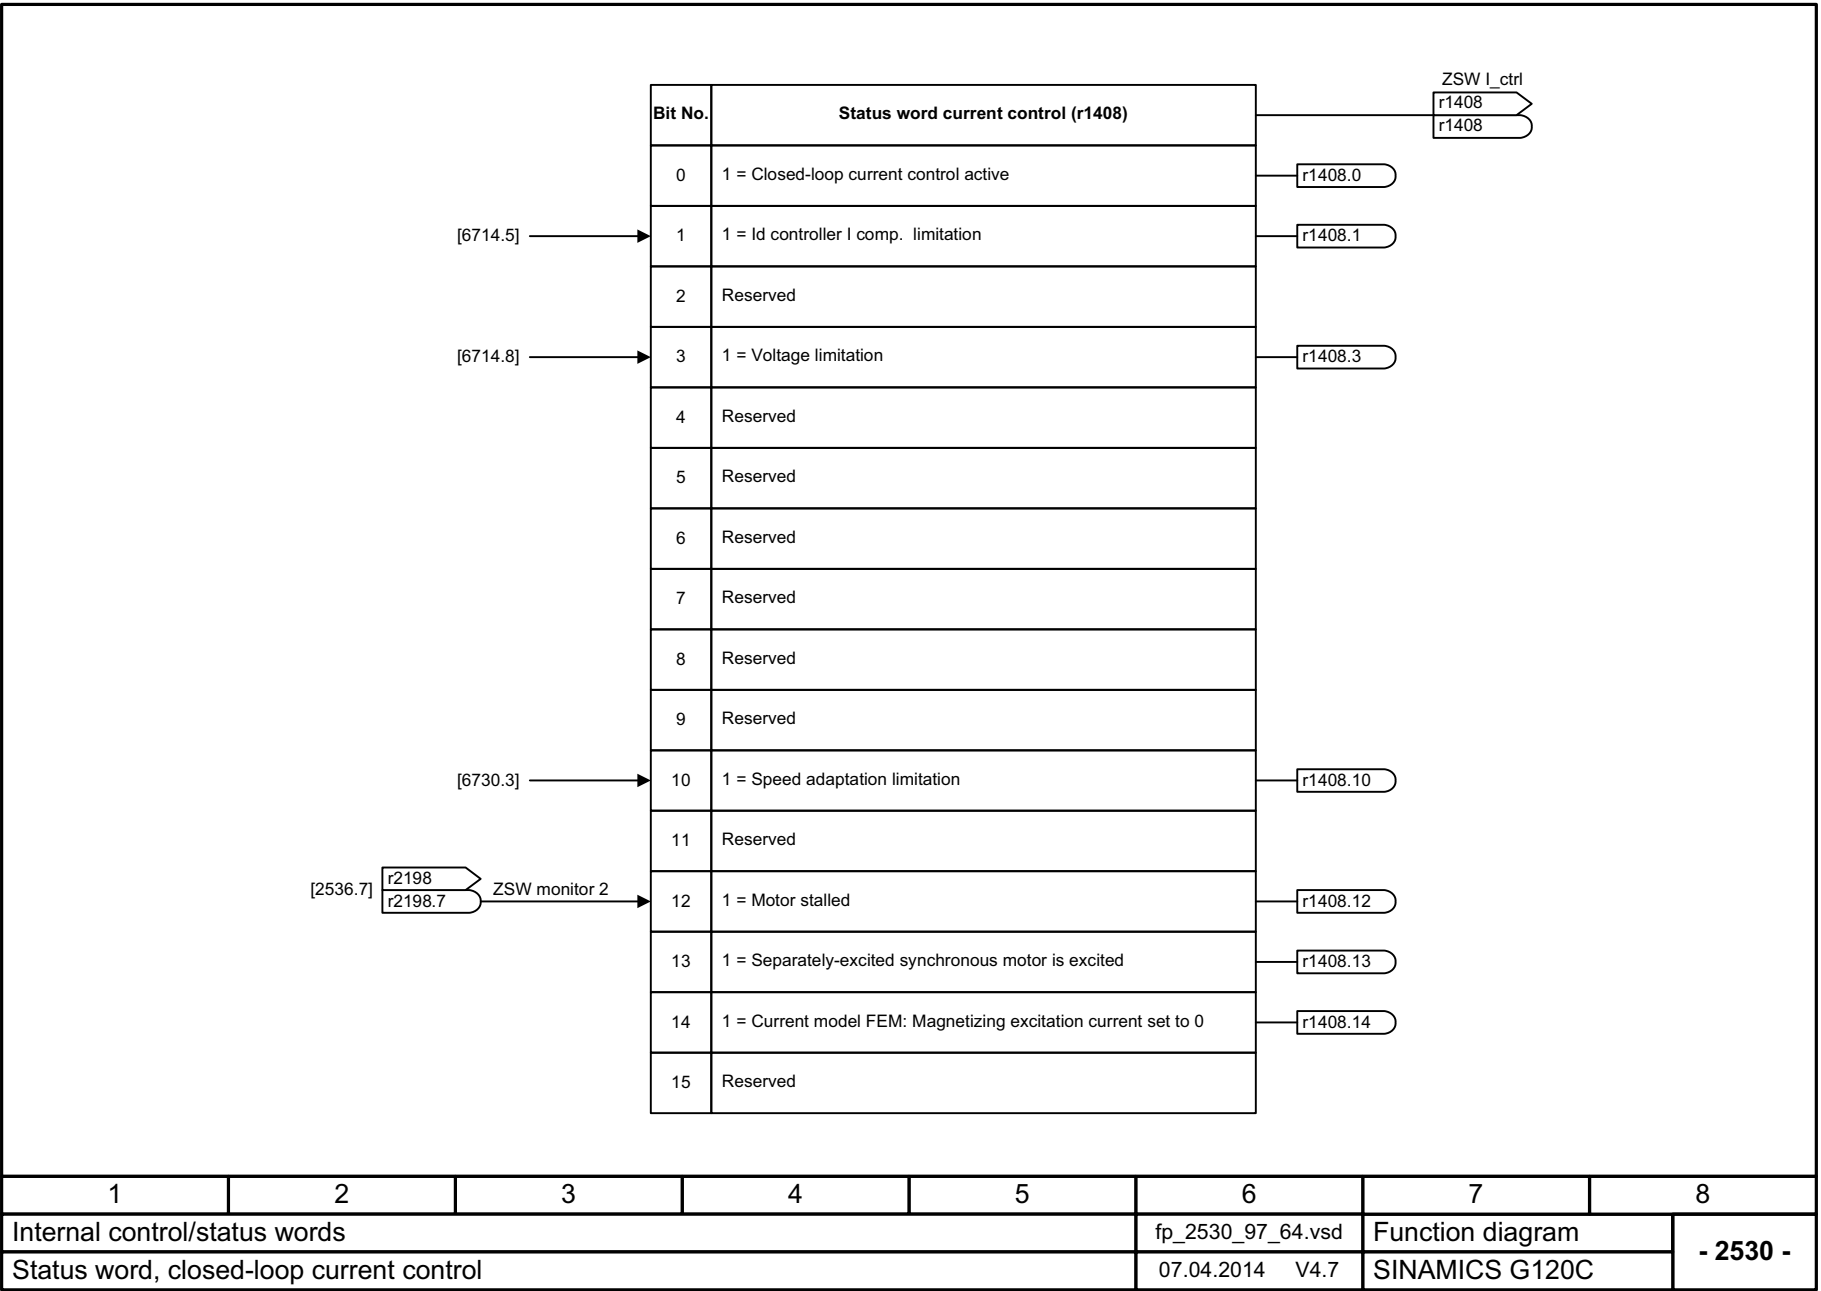 ZSW I_ctrl
Bit No. Status word current control (r1408) r1408
r1408
0 1 = Closed-loop current control active r1408.0
[6714.5] 1 1 = Id controller I comp. limitation r1408.1
2 Reserved
[6714.8] 3 1 = Voltage limitation r1408.3
4 Reserved
5 Reserved
6 Reserved
7 Reserved
8 Reserved
9 Reserved
[6730.3] 10 1 = Speed adaptation limitation r1408.10
11 Reserved
r2198
[2536.7] r2198.7 ZSW monitor 2 12 1 = Motor stalled r1408.12
13 1 = Separately-excited synchronous motor is excited r1408.13
14 1 = Current model FEM: Magnetizing excitation current set to 0 r1408.14
15 Reserved
1 2 3 4 5 6 7 8
Internal control/status words fp_2530_97_64.vsd Function diagram
- 2530 -
Status word, closed-loop current control 07.04.2014 V4.7 SINAMICS G120C